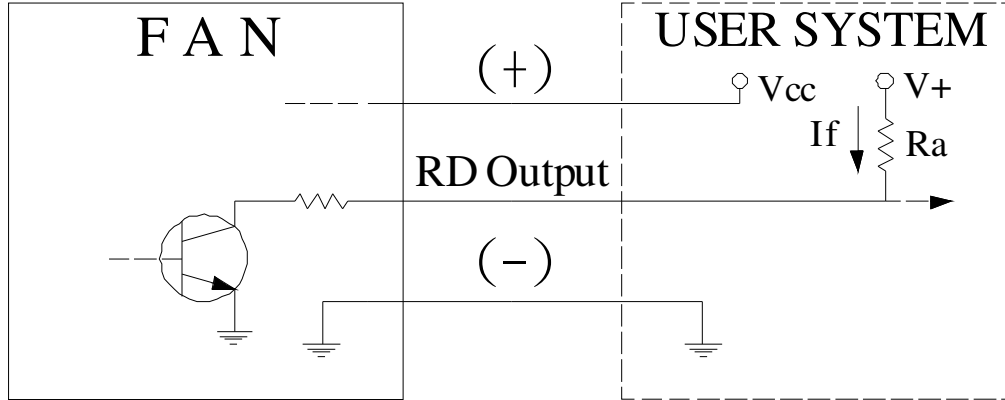 F A N
USER SYSTEM
(+)
Vcc
V+
If
Ra
RD Output
(-)